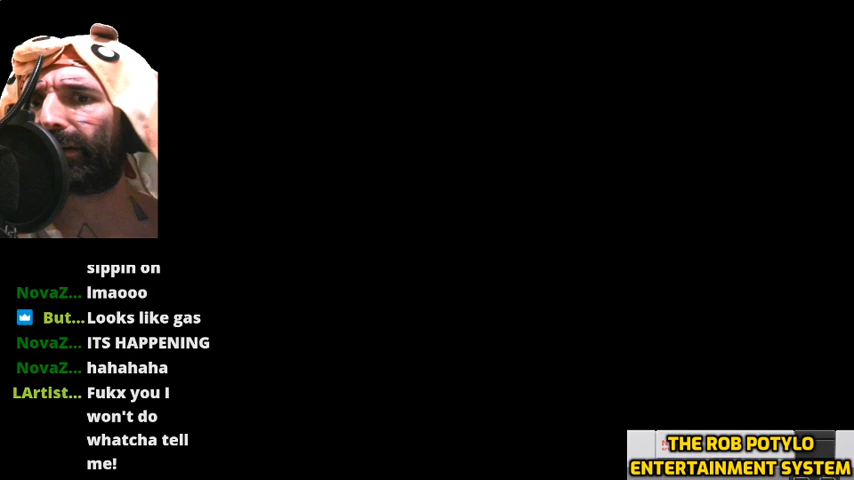 sippin on
NovaZ... lmaooo
But... Looks like gas
NovaZ... ITS HAPPENING
NovaZ... hahahaha
LArtist... Fukx you I
won't do
whatcha tell
me!
THE ROB POTYLO
ENTERTAINMENT SYSTEM